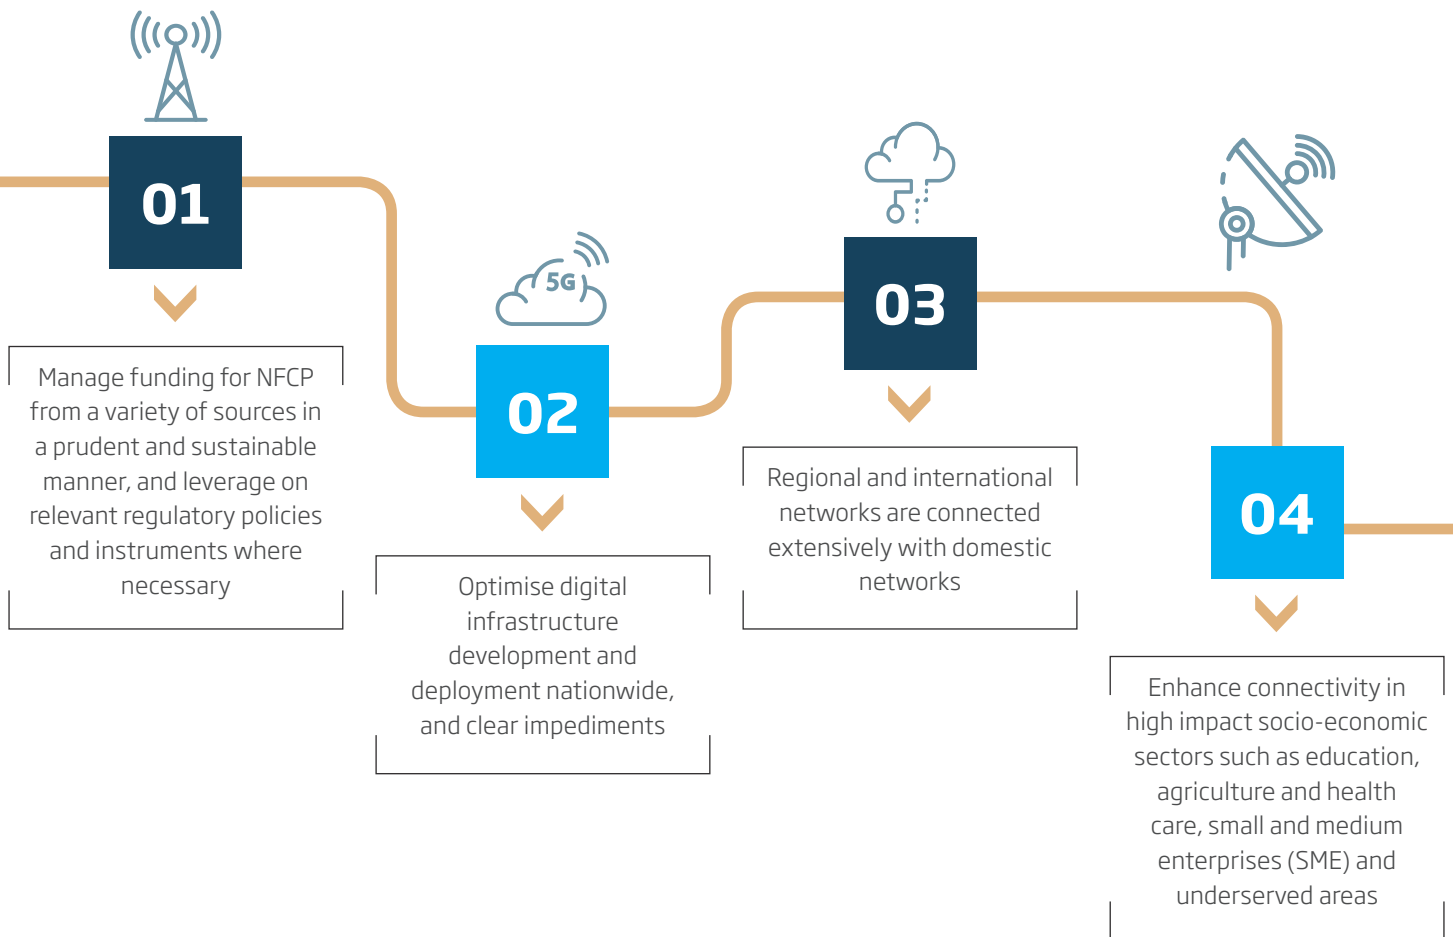 01
Manage funding for NFCP
from a variety of sources in
a prudent and sustainable
manner, and leverage on
relevant regulatory policies
and instruments where
necessary
5G
02
Optimise digital
infrastructure
development and
deployment nationwide,
and clear impediments
03
Regional and international
networks are connected
extensively with domestic
networks
04
Enhance connectivity in
high impact socio-economic
sectors such as education,
agriculture and health
care, small and medium
enterprises (SME) and
underserved areas